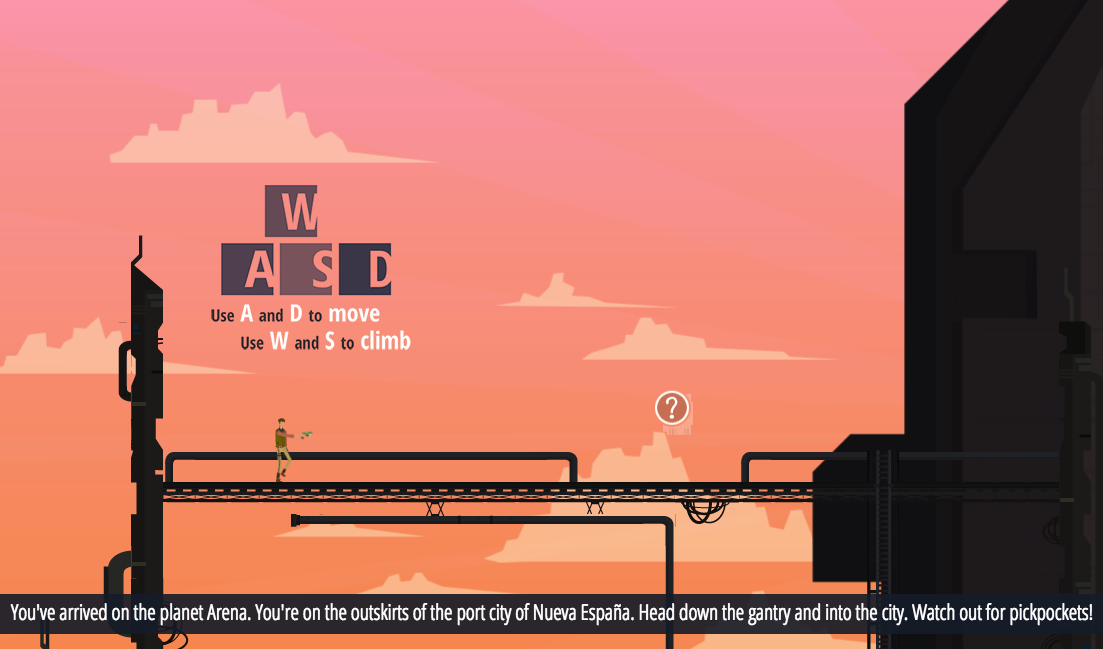 W
A S D
Use A and D to move
Use W and S to climb
?
You've arrived on the planet Arena. You're on the outskirts of the port city of Nueva España. Head down the gantry and into the city. Watch out for pickpockets!